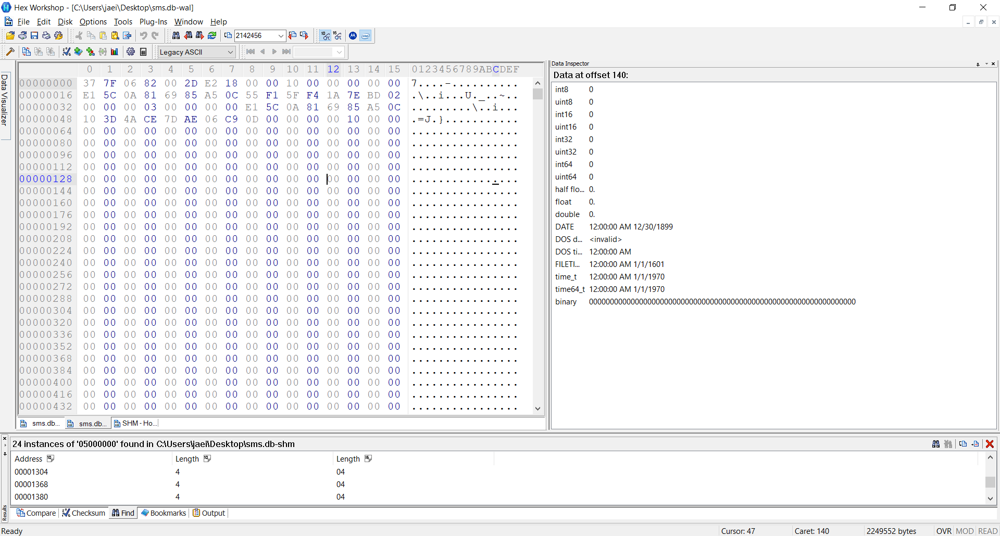 Hex Workshop - [C:\Users\jaei\Desktop\sms.db-wal]
File Edit Disk Options Tools Plug-Ins Window Help
2142456
Legacy ASCII
Data Visualizer
0 1 2 3 4 5 6 7 8 9 10 11 12 13 14 15 0123456789ABCDEF
00000000 37 7F 06 82 00 2D E2 18 00 00 10 00 00 00 00 00 7....-..........
00000016 E1 5C 0A 81 69 85 A5 0C 55 F1 5F F4 1A 7E BD 02 .\..i...U._..~..
00000032 00 00 00 03 00 00 00 00 E1 5C 0A 81 69 85 A5 0C .........\..i...
00000048 10 3D 4A CE 7D AE 06 C9 0D 00 00 00 00 10 00 00 .=J.}...........
00000064 00 00 00 00 00 00 00 00 00 00 00 00 00 00 00 00 ................
00000080 00 00 00 00 00 00 00 00 00 00 00 00 00 00 00 00 ................
00000096 00 00 00 00 00 00 00 00 00 00 00 00 00 00 00 00 ................
00000112 00 00 00 00 00 00 00 00 00 00 00 00 00 00 00 00 ................
00000128 00 00 00 00 00 00 00 00 00 00 00 00 00 00 00 00 ................
00000144 00 00 00 00 00 00 00 00 00 00 00 00 00 00 00 00 ................
00000160 00 00 00 00 00 00 00 00 00 00 00 00 00 00 00 00 ................
00000176 00 00 00 00 00 00 00 00 00 00 00 00 00 00 00 00 ................
00000192 00 00 00 00 00 00 00 00 00 00 00 00 00 00 00 00 ................
00000208 00 00 00 00 00 00 00 00 00 00 00 00 00 00 00 00 ................
00000224 00 00 00 00 00 00 00 00 00 00 00 00 00 00 00 00 ................
00000240 00 00 00 00 00 00 00 00 00 00 00 00 00 00 00 00 ................
00000256 00 00 00 00 00 00 00 00 00 00 00 00 00 00 00 00 ................
00000272 00 00 00 00 00 00 00 00 00 00 00 00 00 00 00 00 ................
00000288 00 00 00 00 00 00 00 00 00 00 00 00 00 00 00 00 ................
00000304 00 00 00 00 00 00 00 00 00 00 00 00 00 00 00 00 ................
00000320 00 00 00 00 00 00 00 00 00 00 00 00 00 00 00 00 ................
00000336 00 00 00 00 00 00 00 00 00 00 00 00 00 00 00 00 ................
00000352 00 00 00 00 00 00 00 00 00 00 00 00 00 00 00 00 ................
00000368 00 00 00 00 00 00 00 00 00 00 00 00 00 00 00 00 ................
00000384 00 00 00 00 00 00 00 00 00 00 00 00 00 00 00 00 ................
00000400 00 00 00 00 00 00 00 00 00 00 00 00 00 00 00 00 ................
00000416 00 00 00 00 00 00 00 00 00 00 00 00 00 00 00 00 ................
00000432 00 00 00 00 00 00 00 00 00 00 00 00 00 00 00 00 ................
sms.db... sms.db... SHM - Ho...
Data Inspector
Data at offset 140:
int8 0
uint8 0
int16 0
uint16 0
int32 0
uint32 0
int64 0
uint64 0
half flo... 0.
float 0.
double 0.
DATE 12:00:00 AM 12/30/1899
DOS d... <invalid>
DOS ti... 12:00:00 AM
FILETI... 12:00:00 AM 1/1/1601
time_t 12:00:00 AM 1/1/1970
time64_t 12:00:00 AM 1/1/1970
binary 0000000000000000000000000000000000000000000000000000000000000000
24 instances of '05000000' found in C:\Users\jaei\Desktop\sms.db-shm
Address Length Length
00001304 4 04
00001368 4 04
00001380 4 04
Results
Compare Checksum Find Bookmarks Output
Ready Cursor: 47 Caret: 140 2249552 bytes OVR MOD READ